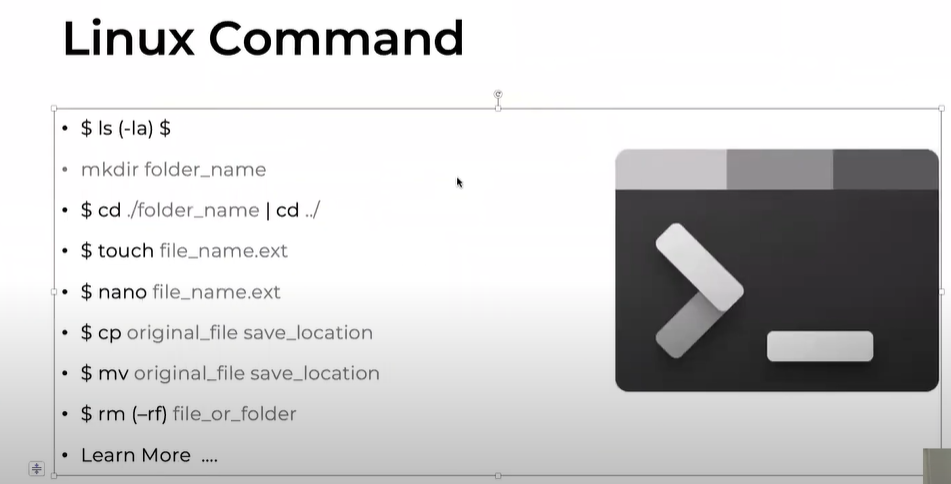 Linux Command
• $ ls (-la) $
• mkdir folder_name
• $ cd ./folder_name | cd ../
• $ touch file_name.ext
• $ nano file_name.ext
• $ cp original_file save_location
• $ mv original_file save_location
• $ rm (–rf) file_or_folder
• Learn More ....